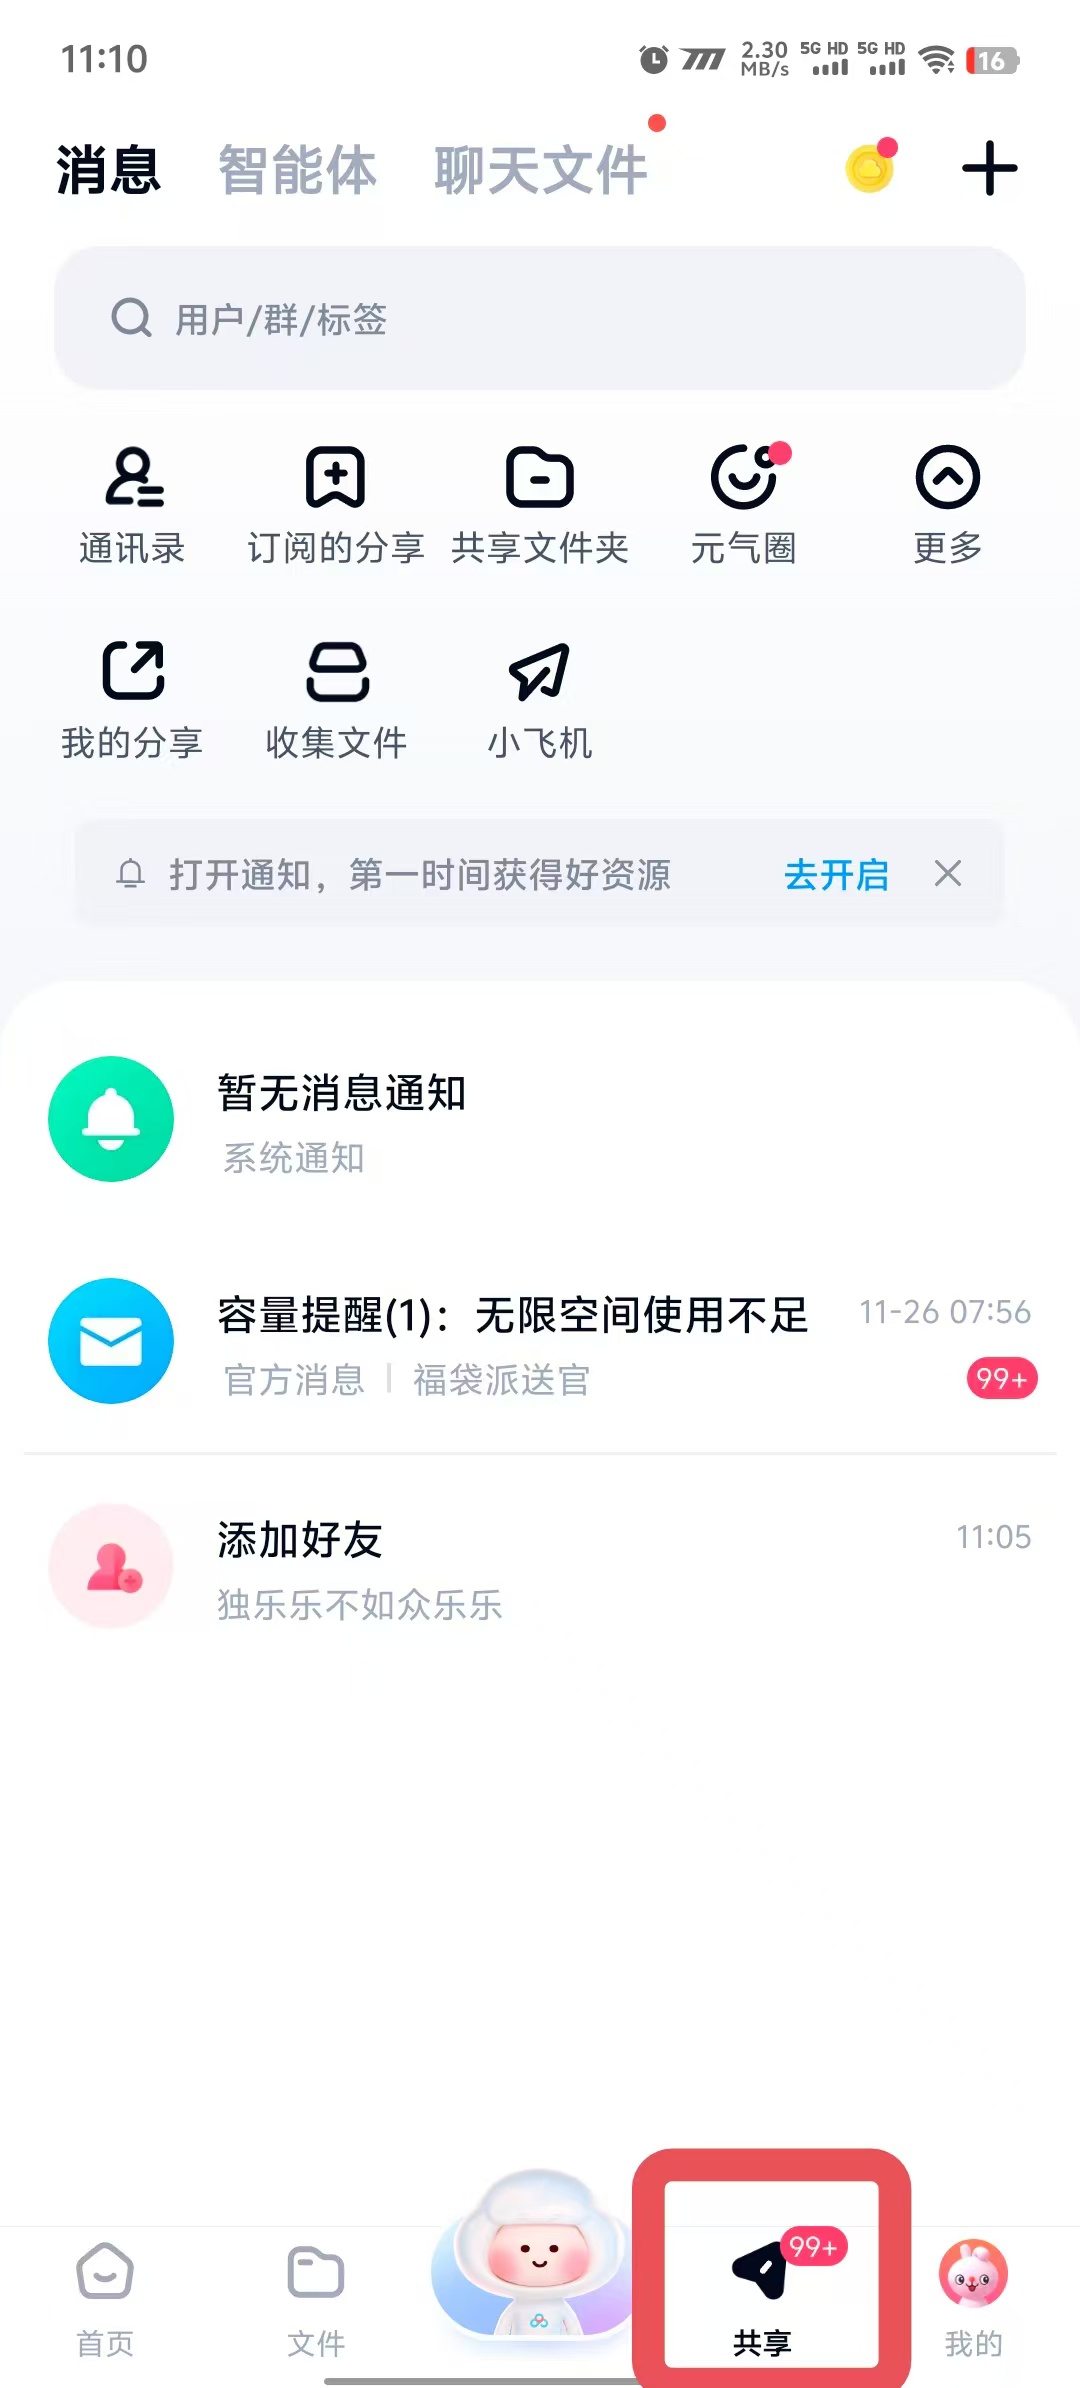 11:10
2.30 MB/s 5G HD 5G HD 16
消息 智能体 聊天文件
用户/群/标签
通讯录 订阅的分享 共享文件夹 元气圈 更多
我的分享 收集文件 小飞机
打开通知，第一时间获得好资源 去开启
暂无消息通知
系统通知
容量提醒(1)：无限空间使用不足 11-26 07:56
官方消息 | 福袋派送官 99+
添加好友 11:05
独乐乐不如众乐乐
99+
首页 文件 共享 我的